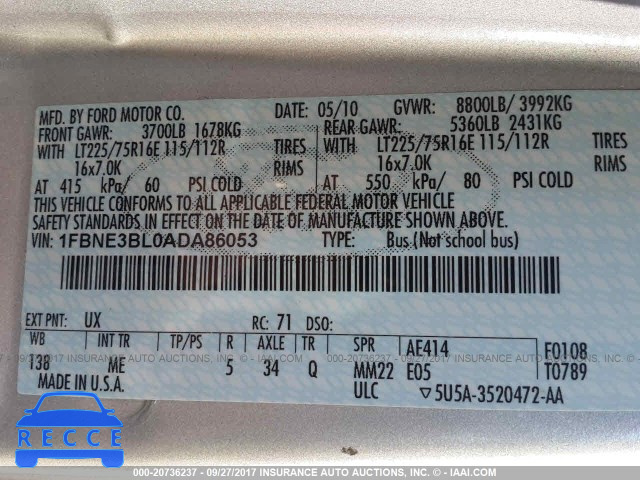 MFD. BY FORD MOTOR CO. DATE: 05/10 GVWR: 8800LB/ 3992KG
FRONT GAWR: 3700LB 1678KG REAR GAWR: 5360LB 2431KG
WITH LT225/75R16E 115/112R TIRES WITH LT225/75R16E 115/112R TIRES
16x7.0K RIMS 16x7.0K RIMS
AT 415 kPa/ 60 PSI COLD AT 550 kPa/ 80 PSI COLD
THIS VEHICLE CONFORMS TO ALL APPLICABLE FEDERAL MOTOR VEHICLE
SAFETY STANDARDS IN EFFECT ON THE DATE OF MANUFACTURE SHOWN ABOVE.
VIN: 1FBNE3BL0ADA86053 TYPE: Bus (Not school bus)
EXT PNT: UX RC: 71 DSO:
WB INT TR TP/PS R AXLE TR SPR AE414 F0108
138 ME 5 34 Q MM22 E05 T0789
MADE IN U.S.A. ULC ▽5U5A-3520472-AA
RECCE
000-20736237 - 09/27/2017 INSURANCE AUTO AUCTIONS INC. - © - IAAI.COM